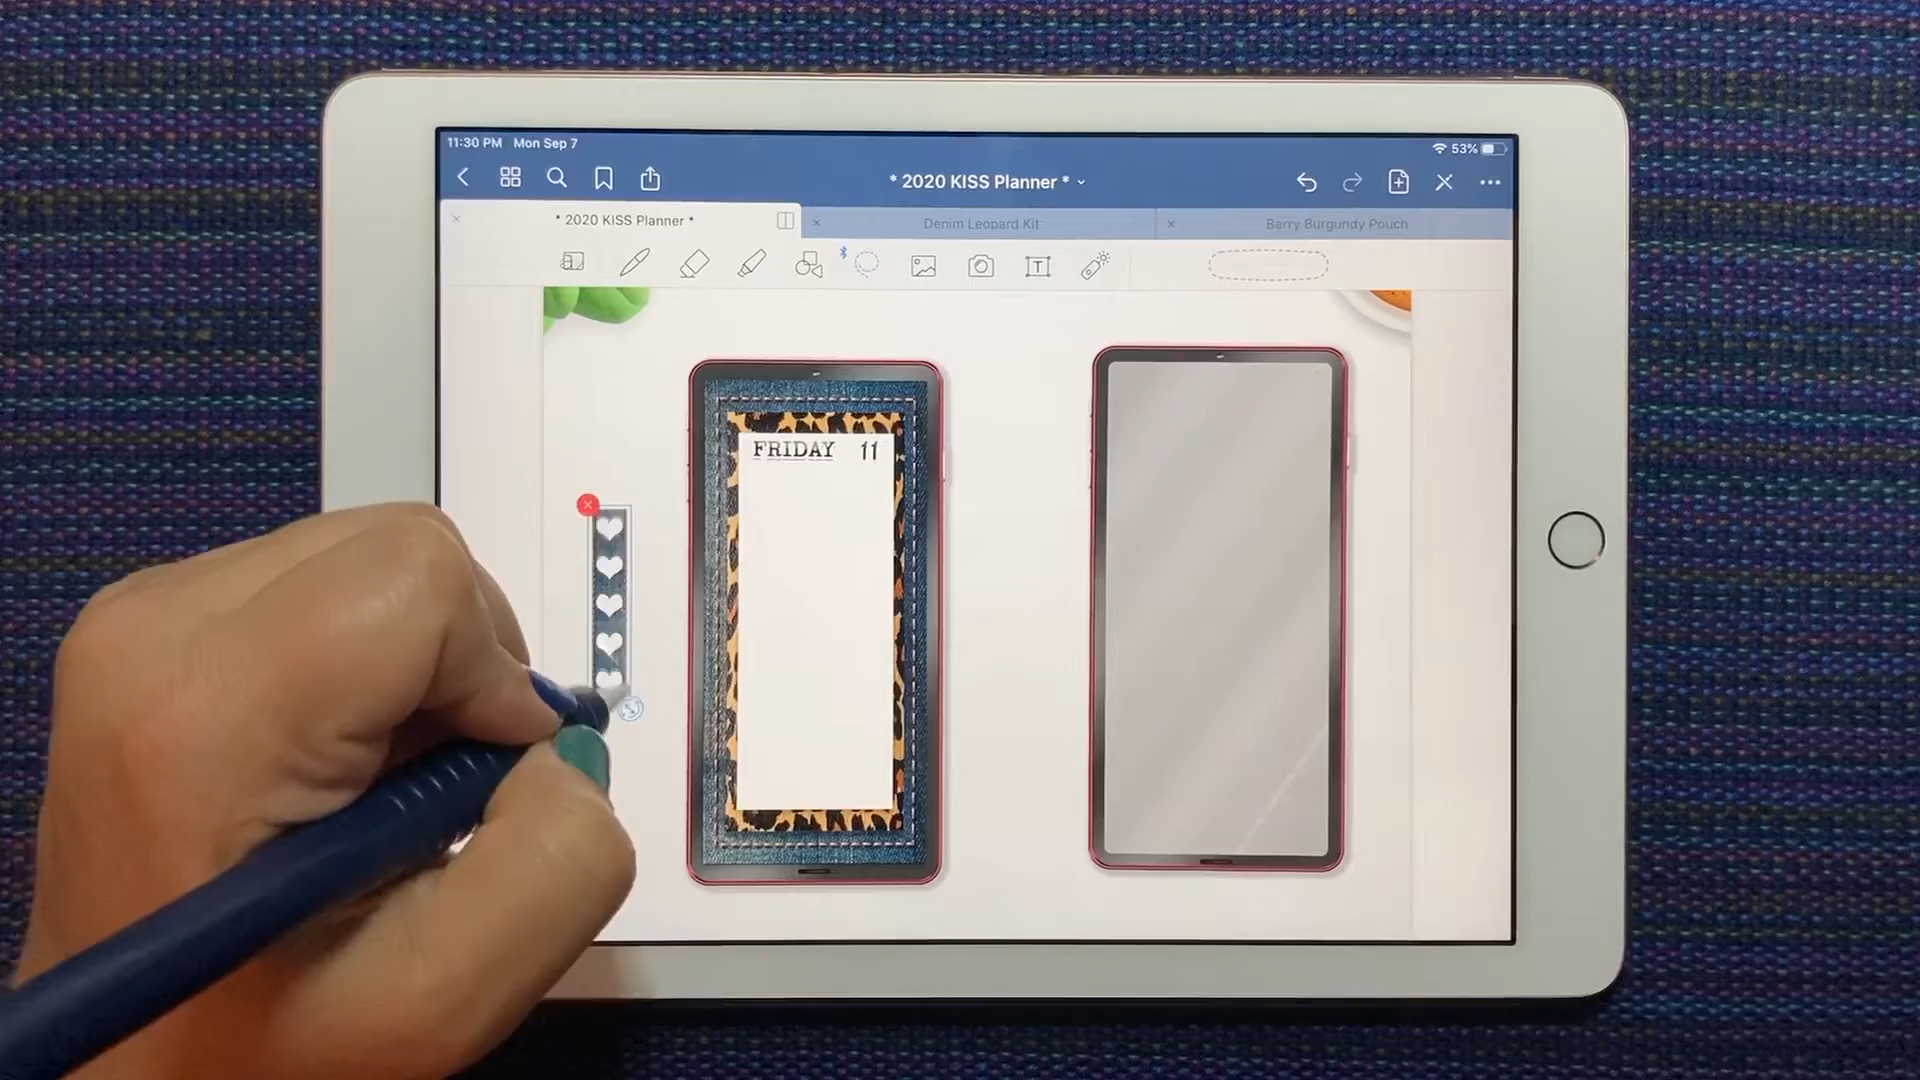 11:30 PM Mon Sep 7
53%
* 2020 KISS Planner *
* 2020 KISS Planner *
Denim Leopard Kit
Berry Burgundy Pouch
T
FRIDAY 11